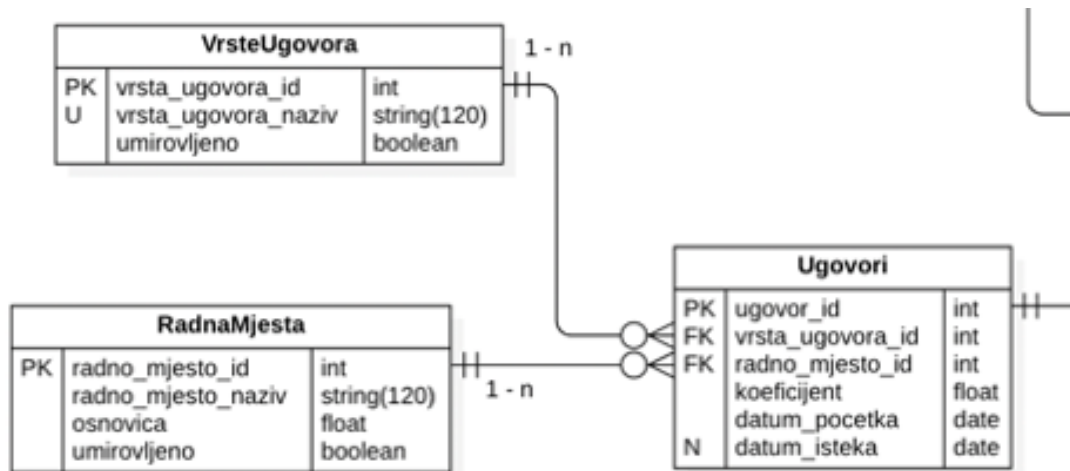 VrsteUgovora
1 - n
PK vrsta_ugovora_id int
U vrsta_ugovora_naziv string(120)
umirovljeno boolean
Ugovori
PK ugovor_id int
FK vrsta_ugovora_id int
FK radno_mjesto_id int
koeficijent float
datum_pocetka date
N datum_isteka date
RadnaMjesta
PK radno_mjesto_id int
radno_mjesto_naziv string(120)
osnovica float
umirovljeno boolean
1 - n